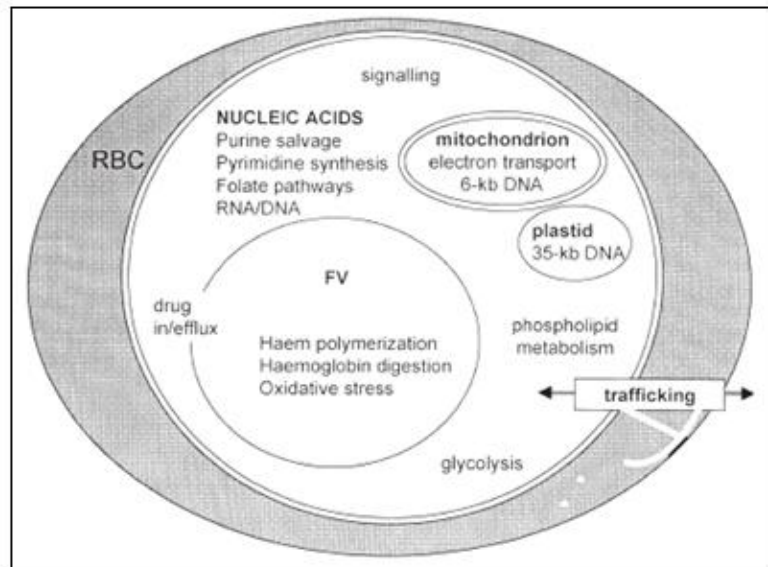 signalling
NUCLEIC ACIDS
Purine salvage
Pyrimidine synthesis
Folate pathways
RNA/DNA
mitochondrion
electron transport
6-kb DNA
RBC
plastid
35-kb DNA
FV
drug
in/efflux
Haem polymerization
Haemoglobin digestion
Oxidative stress
phospholipid
metabolism
trafficking
glycolysis